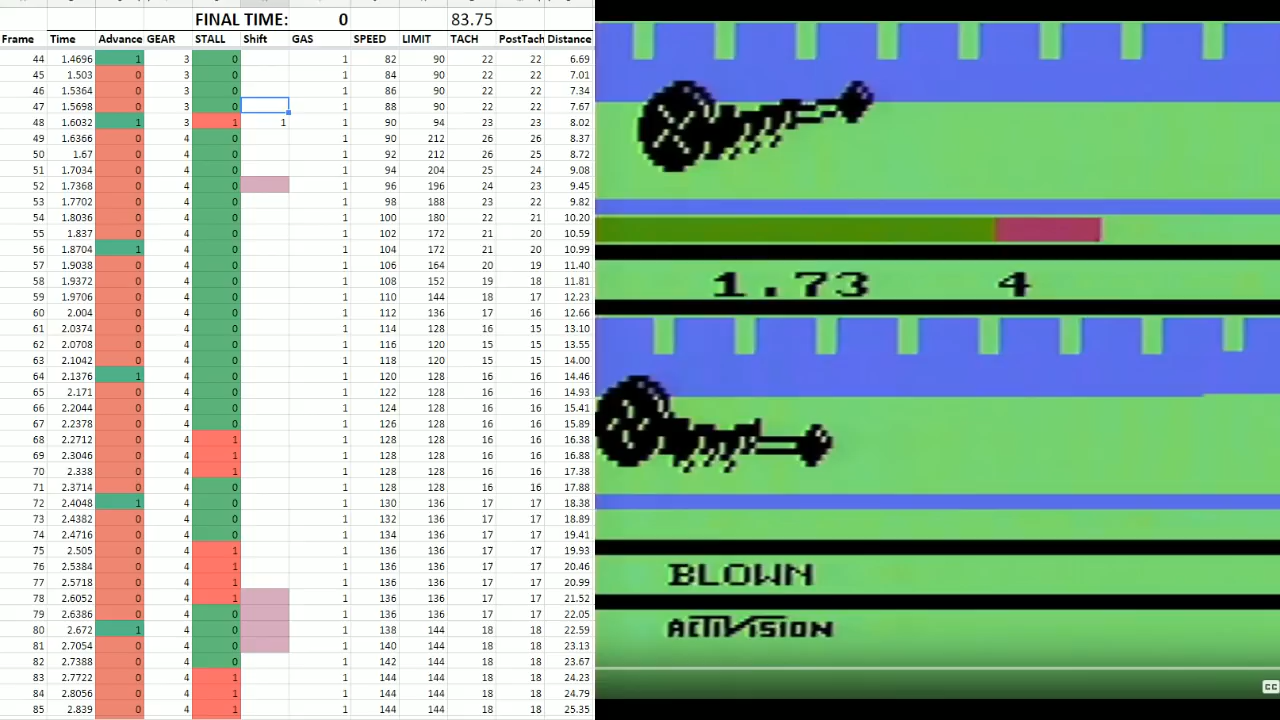 FINAL TIME: 0 83.75
Frame Time Advance GEAR STALL Shift GAS SPEED LIMIT TACH PostTach Distance
44 1.4696 1 3 0 1 82 90 22 22 6.69
45 1.503 0 3 0 1 84 90 22 22 7.01
46 1.5364 0 3 0 1 86 90 22 22 7.34
47 1.5698 0 3 0 1 88 90 22 22 7.67
48 1.6032 1 3 1 1 1 90 94 23 23 8.02
49 1.6366 0 4 0 1 90 212 26 26 8.37
50 1.67 0 4 0 1 92 212 26 25 8.72
51 1.7034 0 4 0 1 94 204 25 24 9.08
52 1.7368 0 4 0 1 96 196 24 23 9.45
53 1.7702 0 4 0 1 98 188 23 22 9.82
54 1.8036 0 4 0 1 100 180 22 21 10.20
55 1.837 0 4 0 1 102 172 21 20 10.59
56 1.8704 1 4 0 1 104 172 21 20 10.99
57 1.9038 0 4 0 1 106 164 20 19 11.40
58 1.9372 0 4 0 1 108 152 19 18 11.81
59 1.9706 0 4 0 1 110 144 18 17 12.23
60 2.004 0 4 0 1 112 136 17 16 12.66
61 2.0374 0 4 0 1 114 128 16 15 13.10
62 2.0708 0 4 0 1 116 120 15 15 13.55
63 2.1042 0 4 0 1 118 120 15 15 14.00
64 2.1376 1 4 0 1 120 128 16 16 14.46
65 2.171 0 4 0 1 122 128 16 16 14.93
66 2.2044 0 4 0 1 124 128 16 16 15.41
67 2.2378 0 4 0 1 126 128 16 16 15.89
68 2.2712 0 4 1 1 128 128 16 16 16.38
69 2.3046 0 4 1 1 128 128 16 16 16.88
70 2.338 0 4 1 1 128 128 16 16 17.38
71 2.3714 0 4 0 1 128 128 16 16 17.88
72 2.4048 1 4 0 1 130 136 17 17 18.38
73 2.4382 0 4 0 1 132 136 17 17 18.89
74 2.4716 0 4 0 1 134 136 17 17 19.41
75 2.505 0 4 1 1 136 136 17 17 19.93
76 2.5384 0 4 1 1 136 136 17 17 20.46
77 2.5718 0 4 1 1 136 136 17 17 20.99
78 2.6052 0 4 1 1 136 136 17 17 21.52
79 2.6386 0 4 0 1 136 136 17 17 22.05
80 2.672 1 4 0 1 138 144 18 18 22.59
81 2.7054 0 4 0 1 140 144 18 18 23.13
82 2.7388 0 4 0 1 142 144 18 18 23.67
83 2.7722 0 4 1 1 144 144 18 18 24.23
84 2.8056 0 4 1 1 144 144 18 18 24.79
85 2.839 0 4 1 1 144 144 18 18 25.35
1.73 4
BLOWN
ACTIVISION
CC